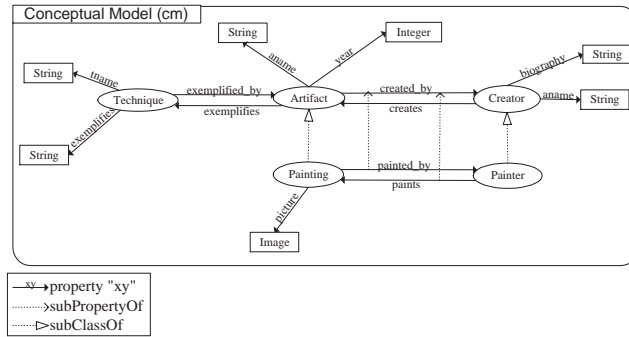 Conceptual Model (cm)
String
Integer
String
aname
year
biography
String
tname
exemplified_by
created_by
Technique
Artifact
Creator
aname
String
exemplifies
creates
exemplifies
String
Painting
painted_by
Painter
paints
picture
Image
xy property "xy"
subPropertyOf
subClassOf